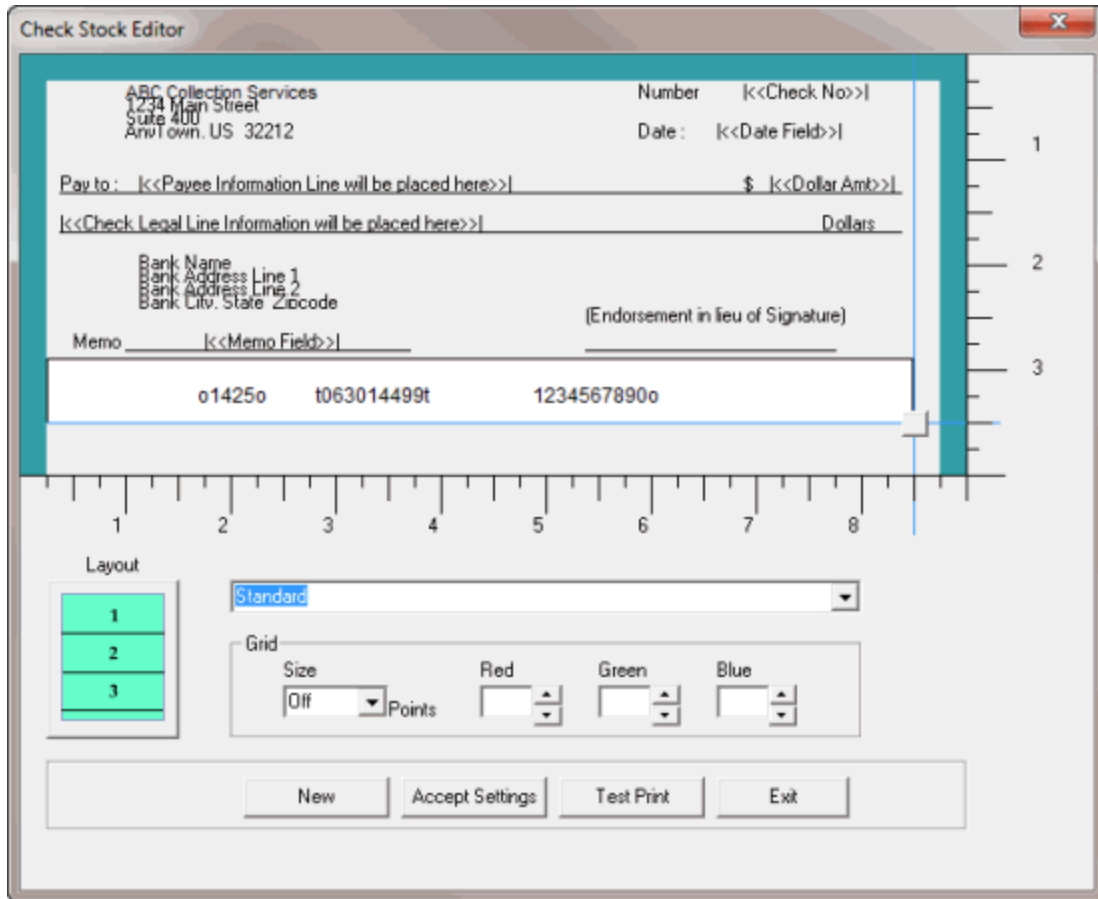 Check Stock Editor
ABC Collection Services
1234 Main Street
Suite 400
AnyTown, US 32212
Number |<<Check No>>|
Date : |<<Date Field>>|
Pay to : |<<Payee Information Line will be placed here>>| $ |<<Dollar Amt>>|
|<<Check Legal Line Information will be placed here>>| Dollars
Bank Name
Bank Address Line 1
Bank Address Line 2
Bank City, State Zipcode
(Endorsement in lieu of Signature)
Memo |<<Memo Field>>|
o1425o t063014499t 1234567890o
1
2
3
1 2 3 4 5 6 7 8
Layout
1
2
3
Standard
Grid
Size Red Green Blue
Off Points
New Accept Settings Test Print Exit